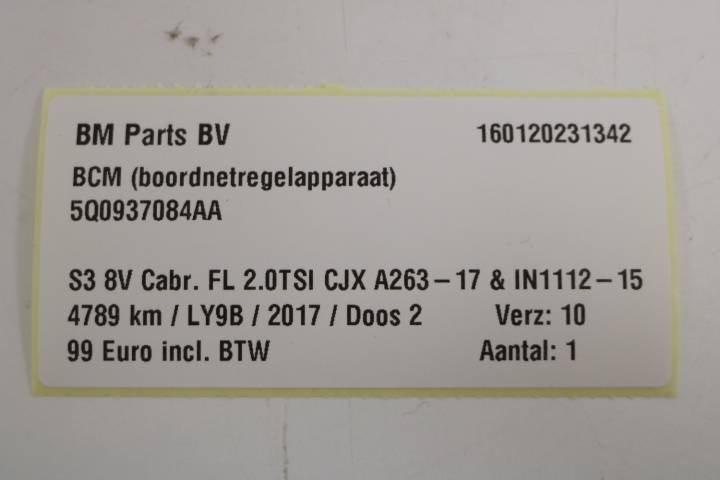 BM Parts BV 160120231342
BCM (boordnetregelapparaat)
5Q0937084AA
S3 8V Cabr. FL 2.0TSI CJX A263-17 & IN1112-15
4789 km / LY9B / 2017 / Doos 2 Verz: 10
99 Euro incl. BTW Aantal: 1